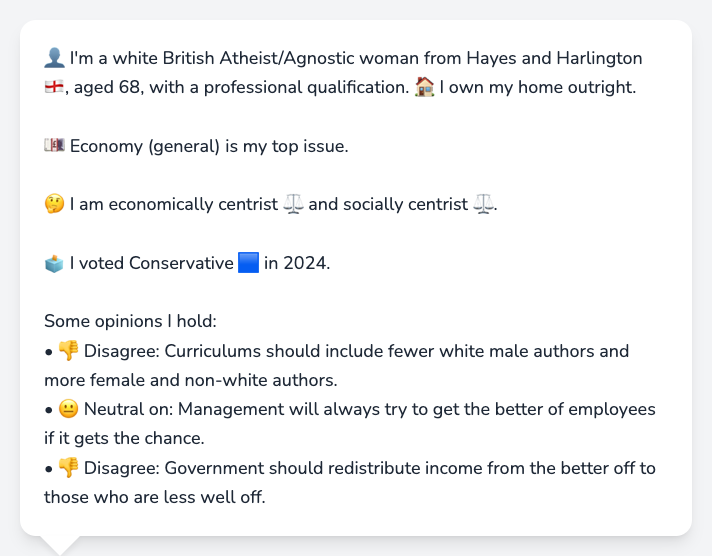 👤 I'm a white British Atheist/Agnostic woman from Hayes and Harlington
🏴󠁧󠁢󠁥󠁮󠁧󠁿, aged 68, with a professional qualification. 🏠 I own my home outright.
💷 Economy (general) is my top issue.
🤔 I am economically centrist ⚖️ and socially centrist ⚖️.
🗳️ I voted Conservative 🟦 in 2024.
Some opinions I hold:
• 👎 Disagree: Curriculums should include fewer white male authors and
more female and non-white authors.
• 😐 Neutral on: Management will always try to get the better of employees
if it gets the chance.
• 👎 Disagree: Government should redistribute income from the better off to
those who are less well off.